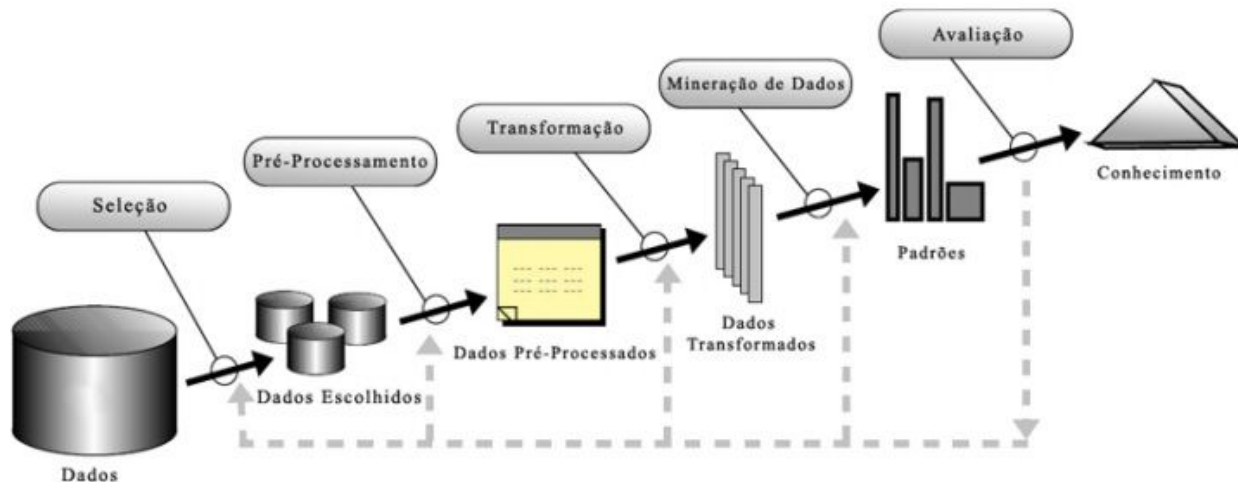 Avaliação
Mineração de Dados
Transformação
Pré-Processamento
Seleção
Conhecimento
Padrões
Dados
Transformados
Dados Pré-Processados
Dados Escolhidos
Dados